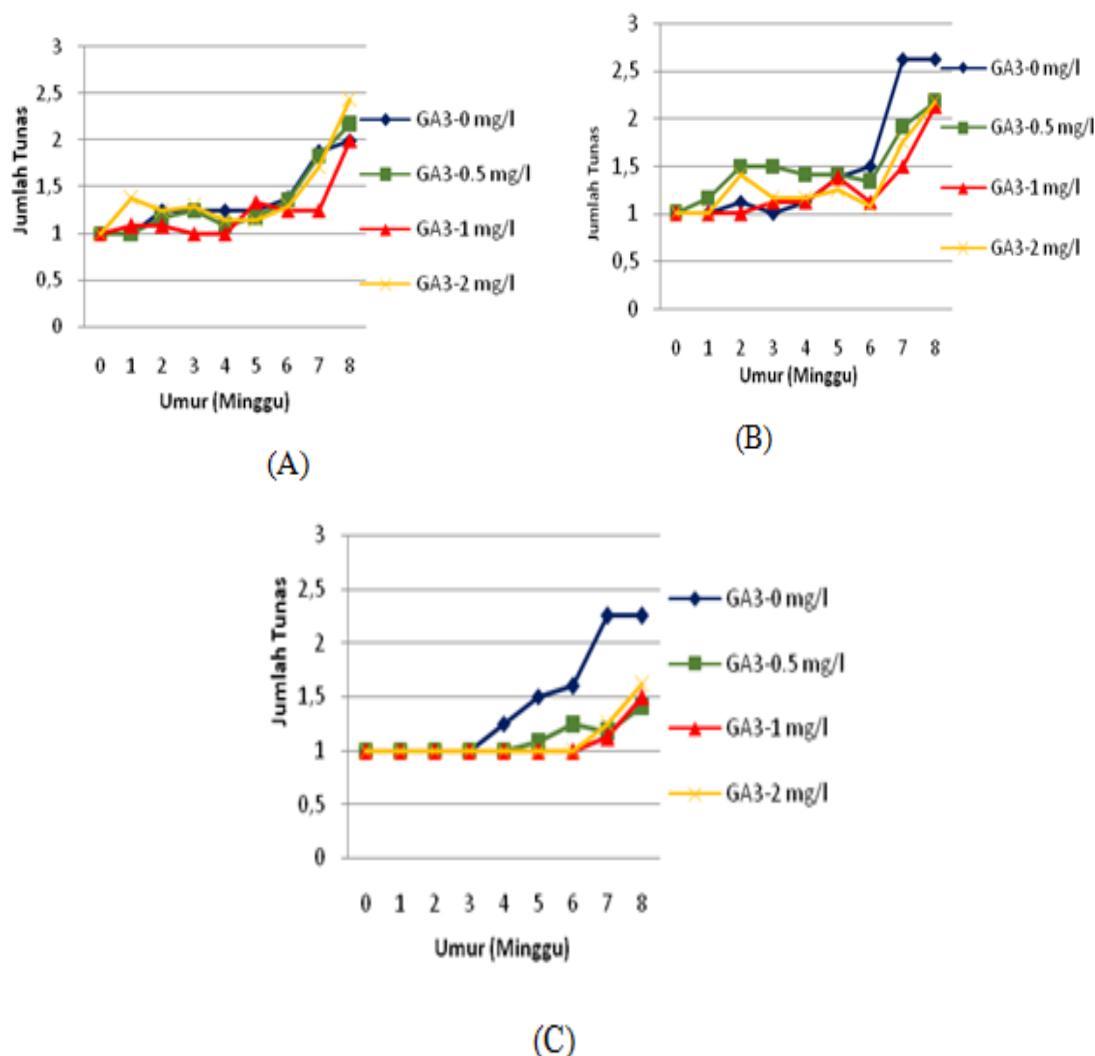 3
2,5
2
1,5
1
0,5
0
Jumlah Tunas
0 1 2 3 4 5 6 7 8
Umur (Minggu)
GA3-0 mg/l
GA3-0.5 mg/l
GA3-1 mg/l
GA3-2 mg/l
(A)
3
2,5
2
1,5
1
0,5
0
Jumlah Tunas
0 1 2 3 4 5 6 7 8
Umur (Minggu)
GA3-0 mg/l
GA3-0.5 mg/l
GA3-1 mg/l
GA3-2 mg/l
(B)
3
2,5
2
1,5
1
0,5
0
Jumlah Tunas
0 1 2 3 4 5 6 7 8
Umur (Minggu)
GA3-0 mg/l
GA3-0.5 mg/l
GA3-1 mg/l
GA3-2 mg/l
(C)